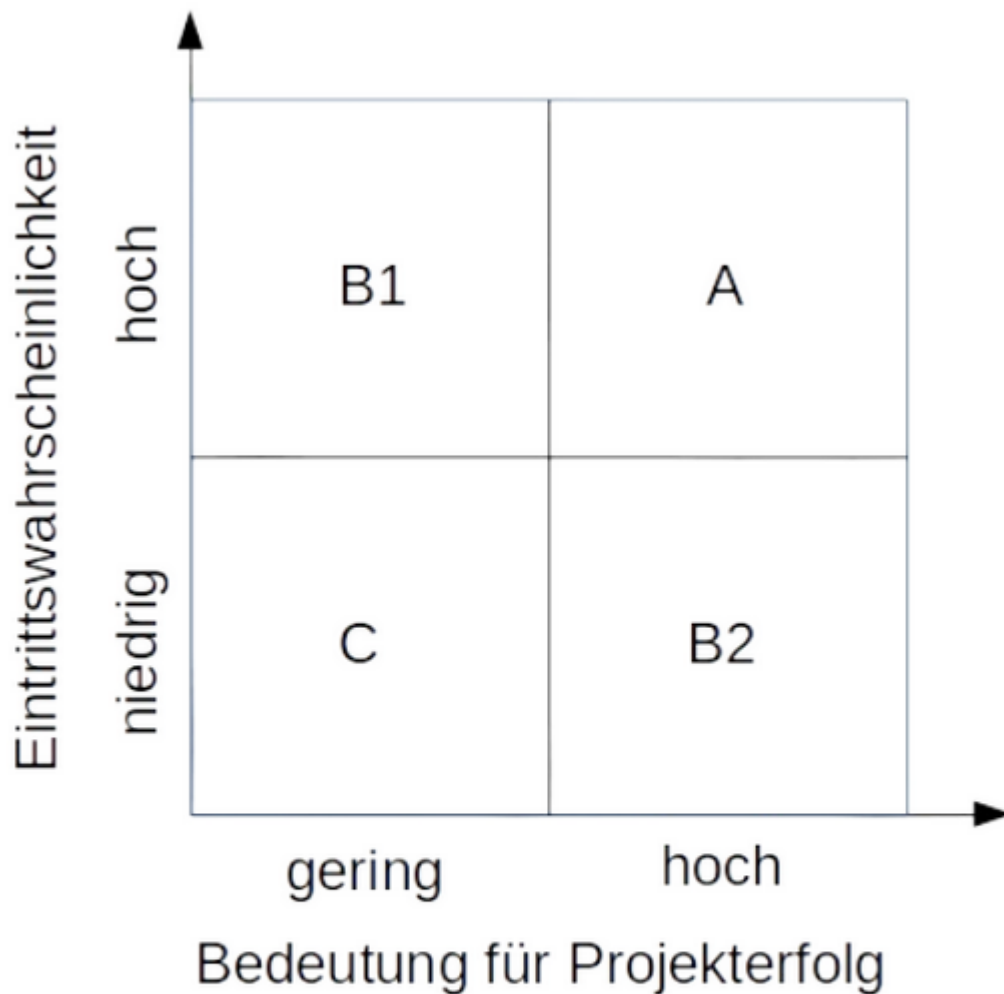 Eintrittswahrscheinlichkeit
hoch
niedrig
B1
A
C
B2
gering
hoch
Bedeutung für Projekterfolg